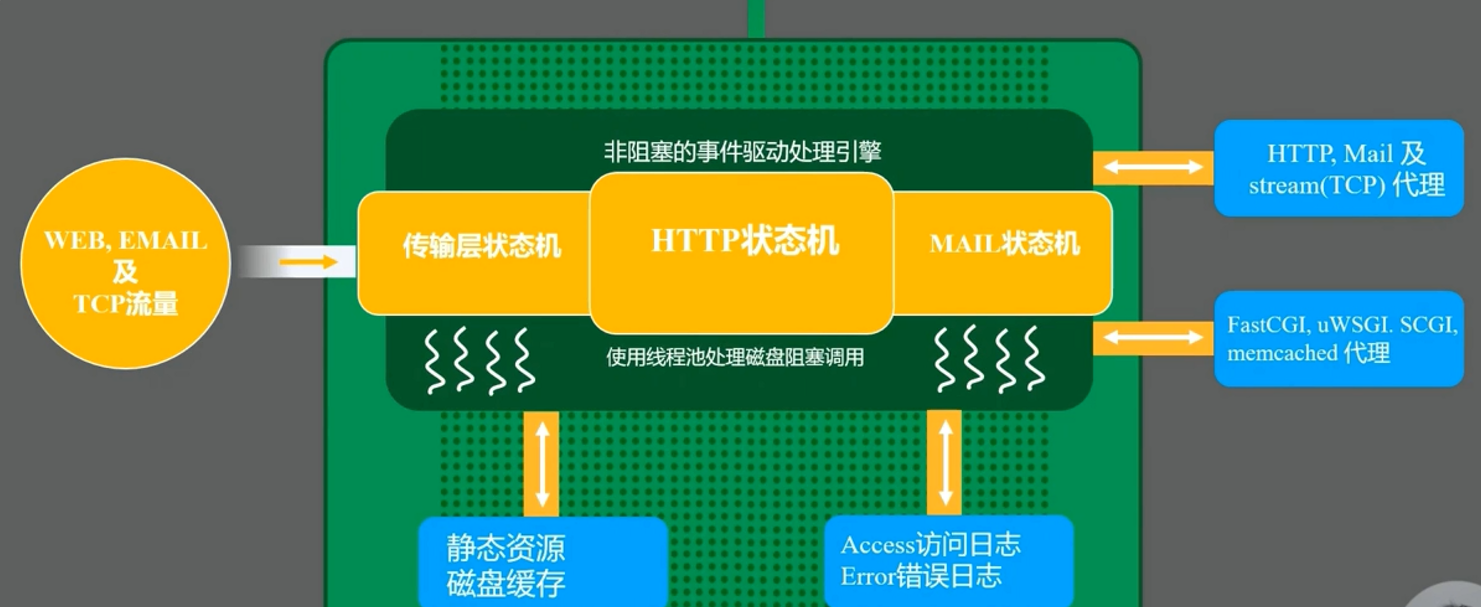 非阻塞的事件驱动处理引擎
WEB, EMAIL
及
TCP流量
传输层状态机
HTTP状态机
MAIL状态机
使用线程池处理磁盘阻塞调用
HTTP, Mail 及
stream(TCP) 代理
FastCGI, uWSGI. SCGI,
memcached 代理
静态资源
磁盘缓存
Access访问日志
Error错误日志